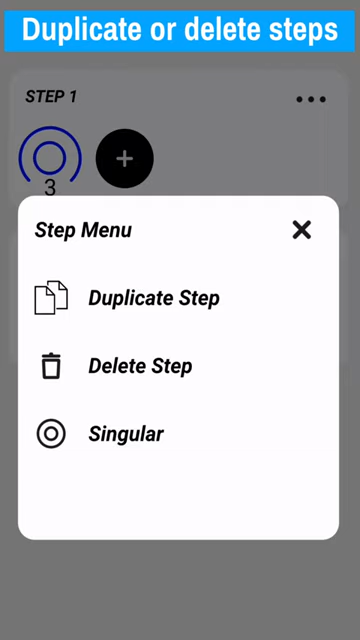 Duplicate or delete steps
STEP 1
3
Step Menu
Duplicate Step
Delete Step
Singular